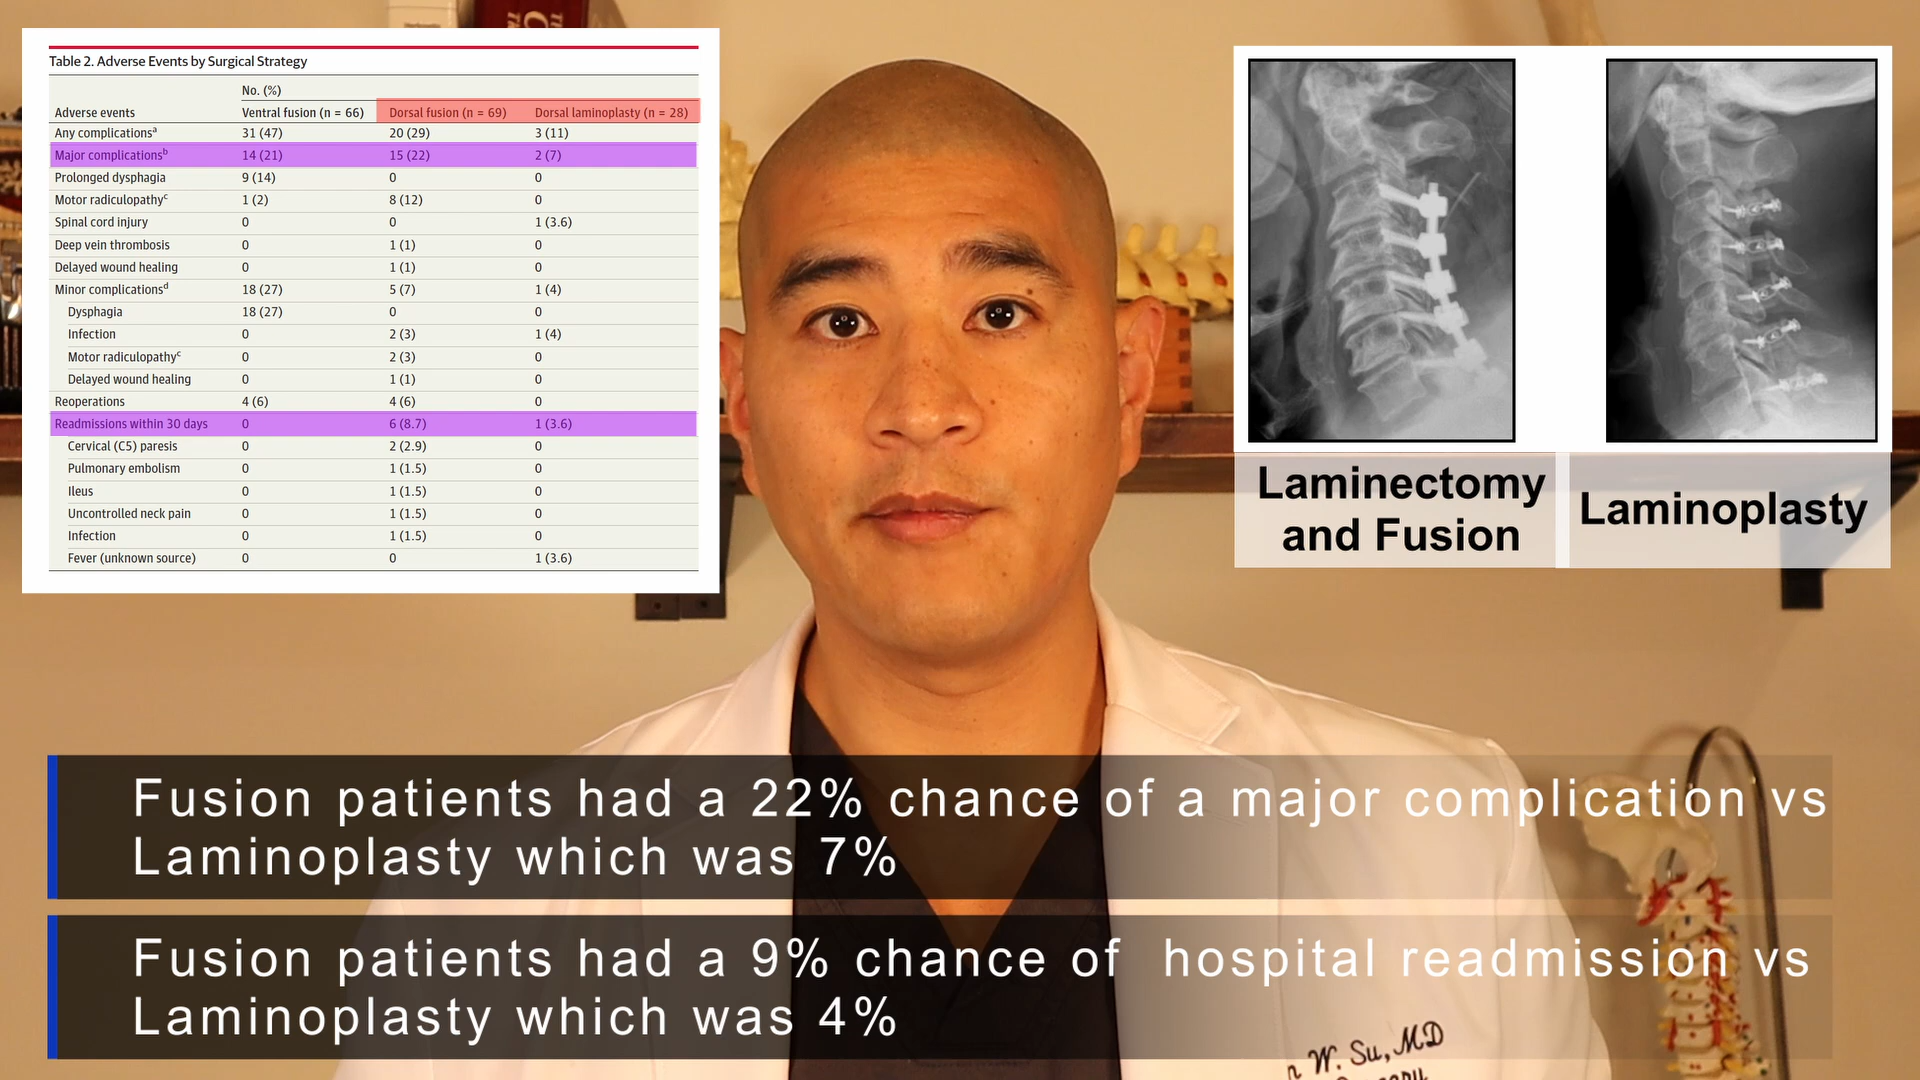 Table 2. Adverse Events by Surgical Strategy
No. (%)
Adverse events Ventral fusion (n = 66) Dorsal fusion (n = 69) Dorsal laminoplasty (n = 28)
Any complicationsa 31 (47) 20 (29) 3 (11)
Major complicationsb 14 (21) 15 (22) 2 (7)
Prolonged dysphagia 9 (14) 0 0
Motor radiculopathyc 1 (2) 8 (12) 0
Spinal cord injury 0 0 1 (3.6)
Deep vein thrombosis 0 1 (1) 0
Delayed wound healing 0 1 (1) 0
Minor complicationsd 18 (27) 5 (7) 1 (4)
Dysphagia 18 (27) 0 0
Infection 0 2 (3) 1 (4)
Motor radiculopathyc 0 2 (3) 0
Delayed wound healing 0 1 (1) 0
Reoperations 4 (6) 4 (6) 0
Readmissions within 30 days 0 6 (8.7) 1 (3.6)
Cervical (C5) paresis 0 2 (2.9) 0
Pulmonary embolism 0 1 (1.5) 0
Ileus 0 1 (1.5) 0
Uncontrolled neck pain 0 1 (1.5) 0
Infection 0 1 (1.5) 0
Fever (unknown source) 0 0 1 (3.6)
Laminectomy
and Fusion
Laminoplasty
Fusion patients had a 22% chance of a major complication vs
Laminoplasty which was 7%
Fusion patients had a 9% chance of hospital readmission vs
Laminoplasty which was 4%
W. Su, MD